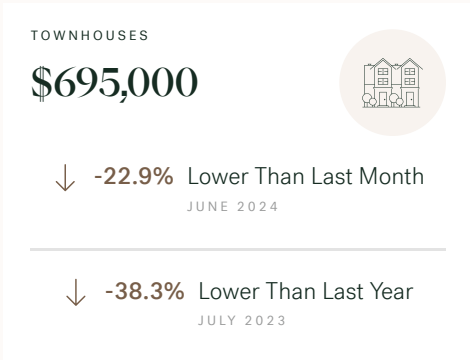 TOWNHOUSES
$695,000
-22.9% Lower Than Last Month
JUNE 2024
-38.3% Lower Than Last Year
JULY 2023